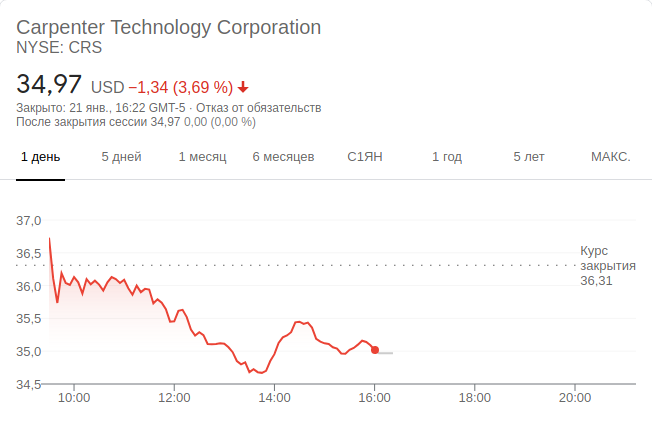 Carpenter Technology Corporation
NYSE: CRS
34,97 USD −1,34 (3,69 %)
Закрыто: 21 янв., 16:22 GMT-5 · Отказ от обязательств
После закрытия сессии 34,97 0,00 (0,00 %)
1 день 5 дней 1 месяц 6 месяцев С1ЯН 1 год 5 лет МАКС.
37,0
36,5
36,0
35,5
35,0
34,5
Курс
закрытия
36,31
10:00 12:00 14:00 16:00 18:00 20:00